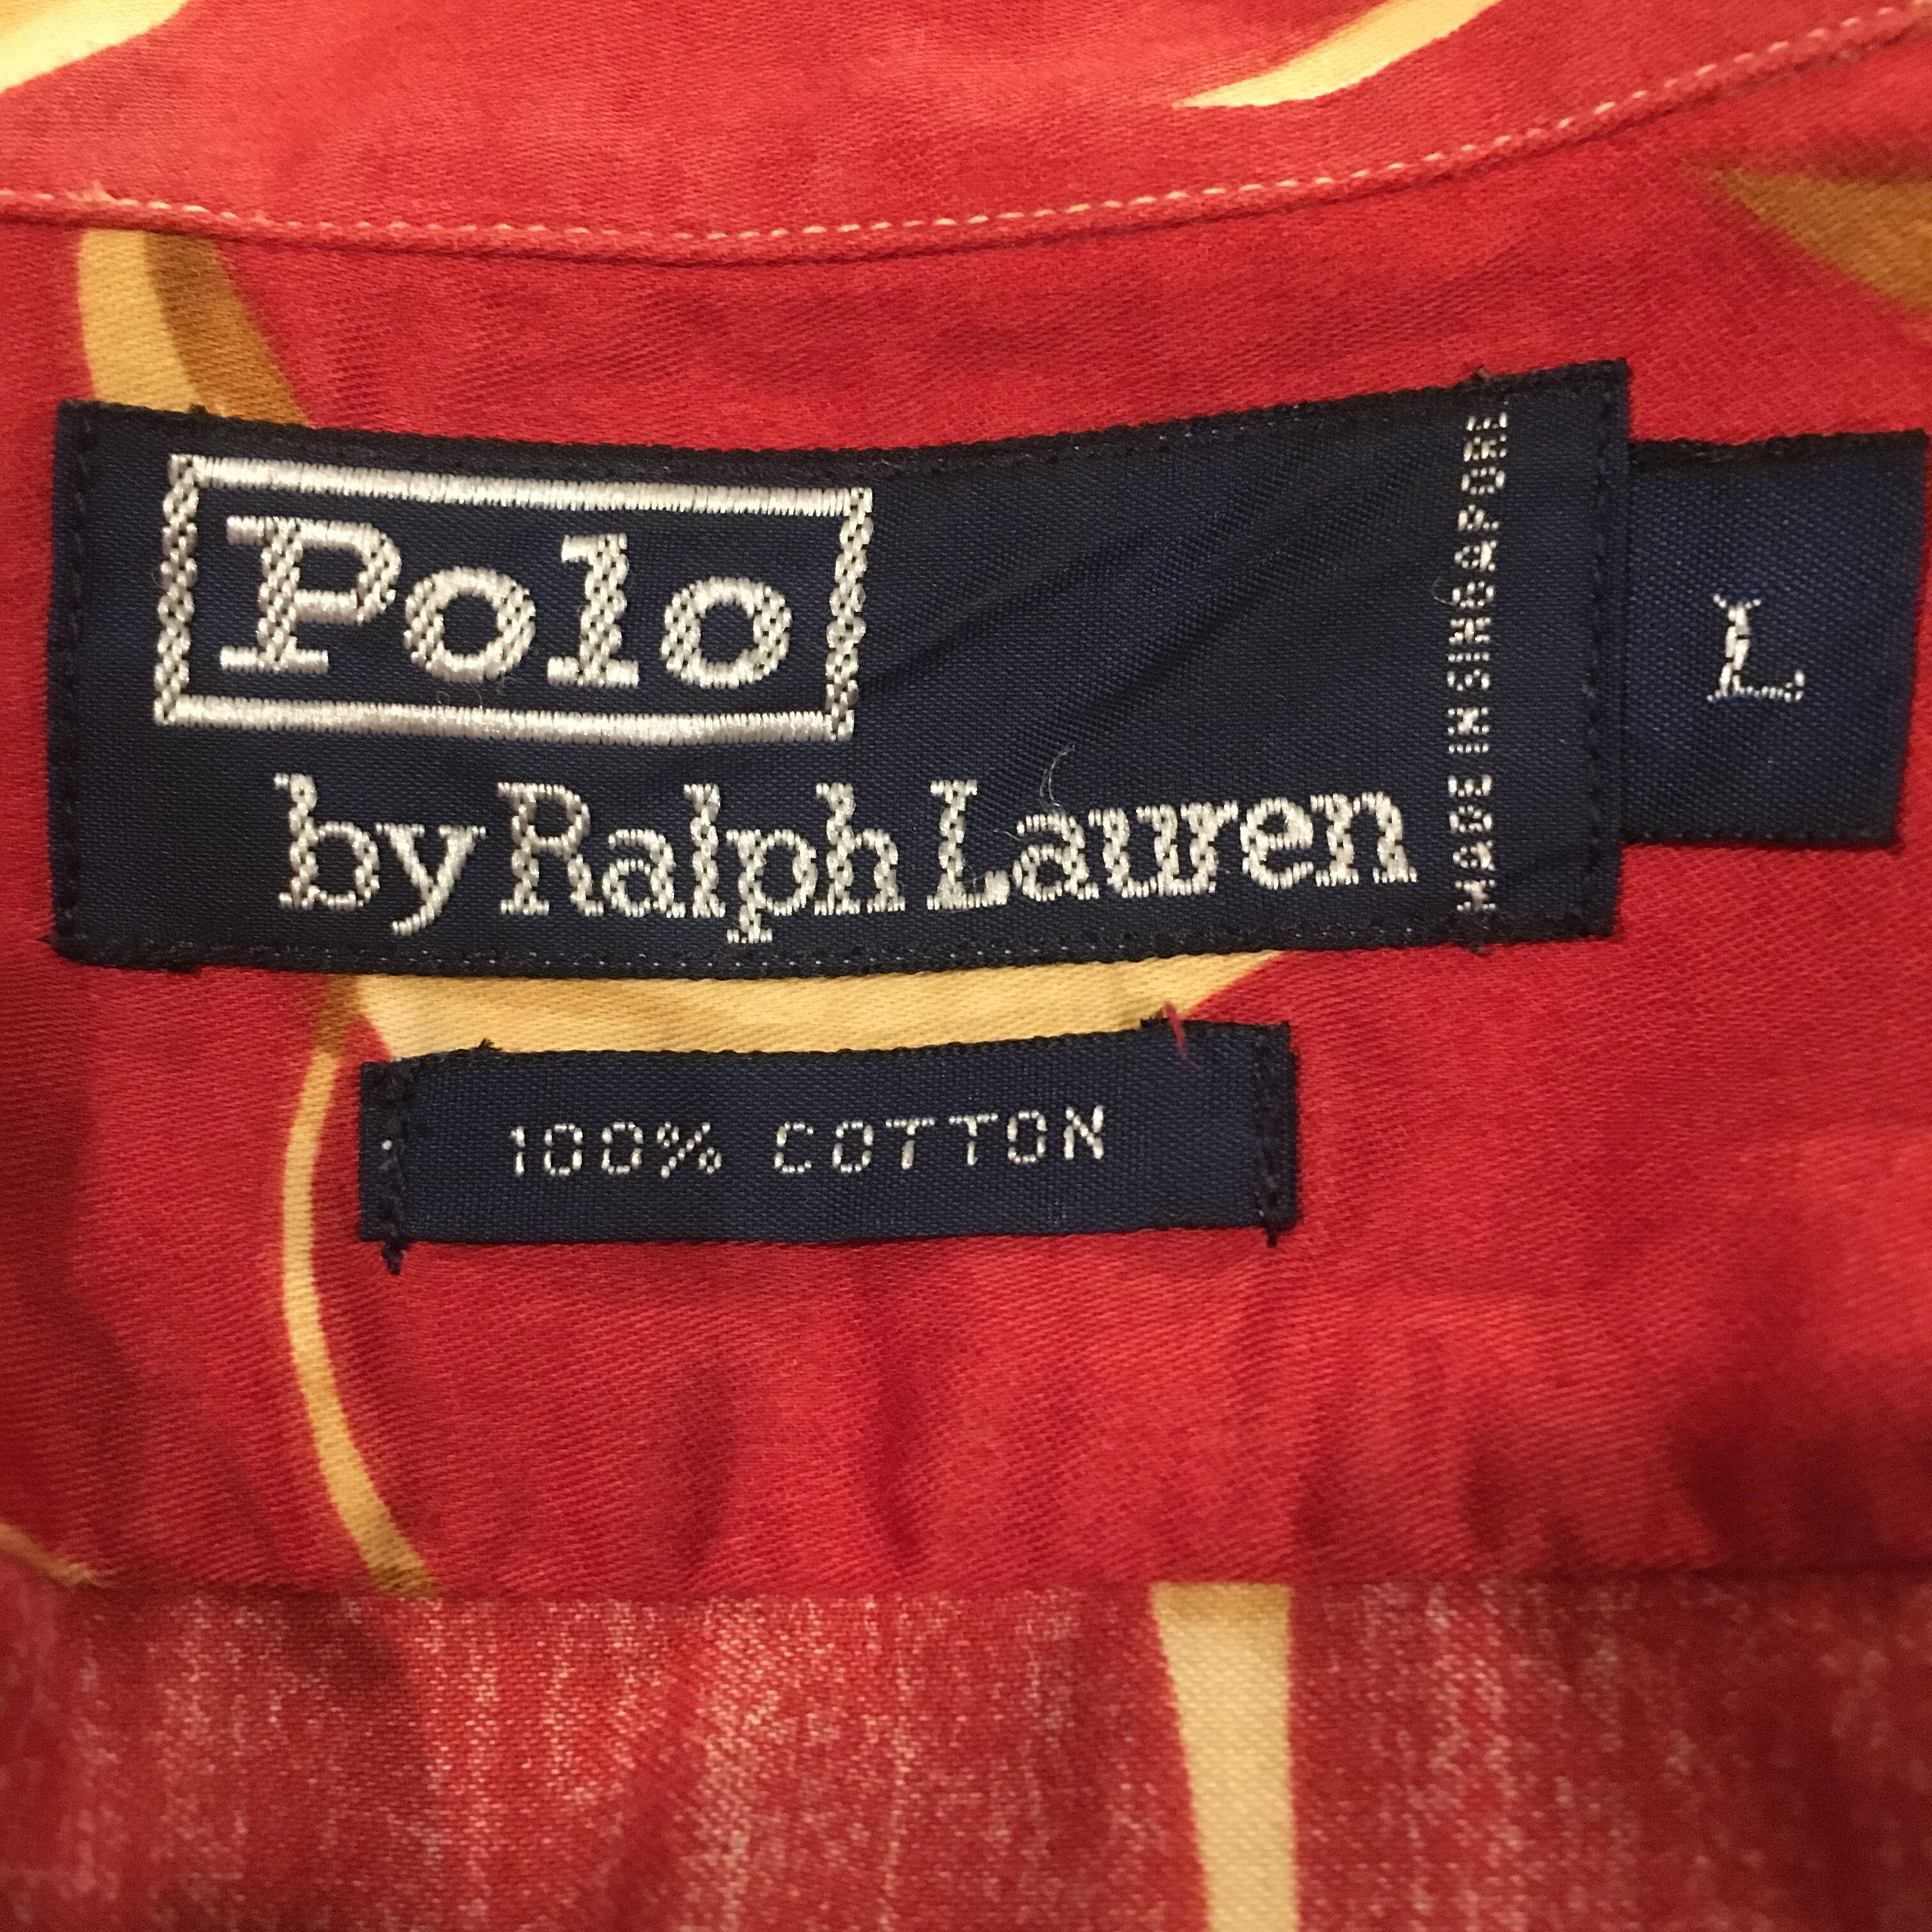 Polo
by Ralph Lauren
MADE IN SINGAPORE
L
100% COTTON